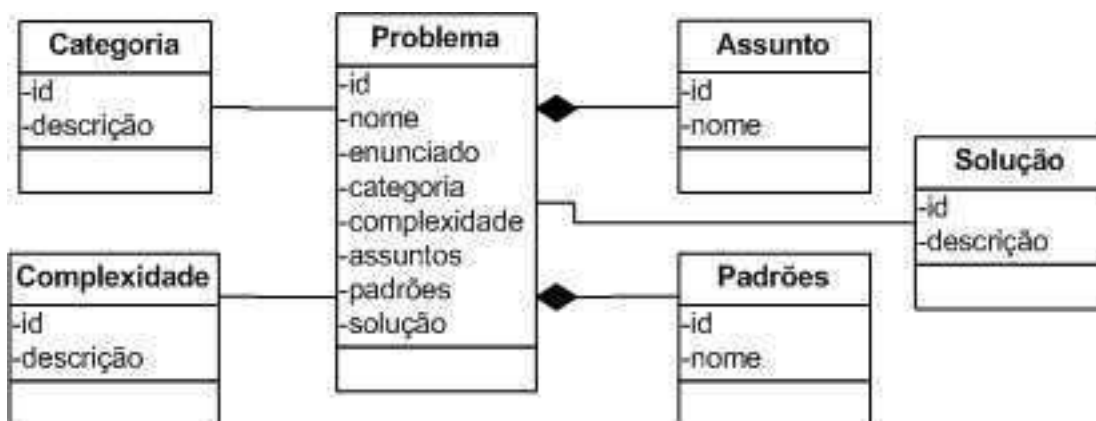 Categoria
-id
-descrição
Problema
-id
-nome
-enunciado
-categoria
-complexidade
-assuntos
-padrões
-solução
Assunto
-id
-nome
Solução
-id
-descrição
Complexidade
-id
-descrição
Padrões
-id
-nome